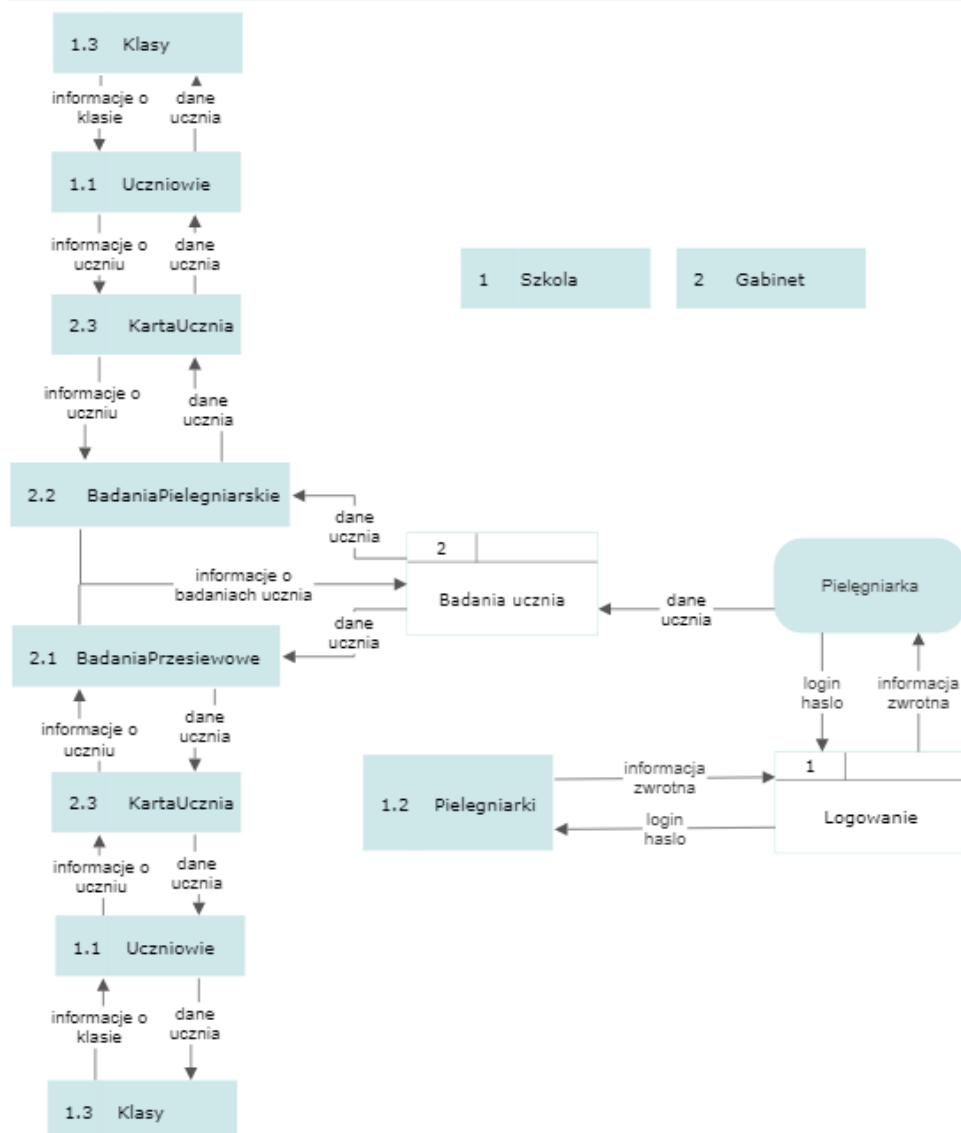 1.3 Klasy
informacje o
klasie
dane
ucznia
1.1 Uczniowie
informacje o
uczniu
dane
ucznia
1 Szkola
2 Gabinet
2.3 KartaUcznia
informacje o
uczniu
dane
ucznia
2.2 BadaniaPielegniarskie
dane
ucznia
2
Badania ucznia
informacje o
badaniach ucznia
dane
ucznia
Pielęgniarka
dane
ucznia
2.1 BadaniaPrzesiewowe
login
haslo
informacja
zwrotna
informacje o
uczniu
dane
ucznia
1.2 Pielegniarki
informacja
zwrotna
login
haslo
1
Logowanie
2.3 KartaUcznia
informacje o
uczniu
dane
ucznia
1.1 Uczniowie
informacje o
klasie
dane
ucznia
1.3 Klasy